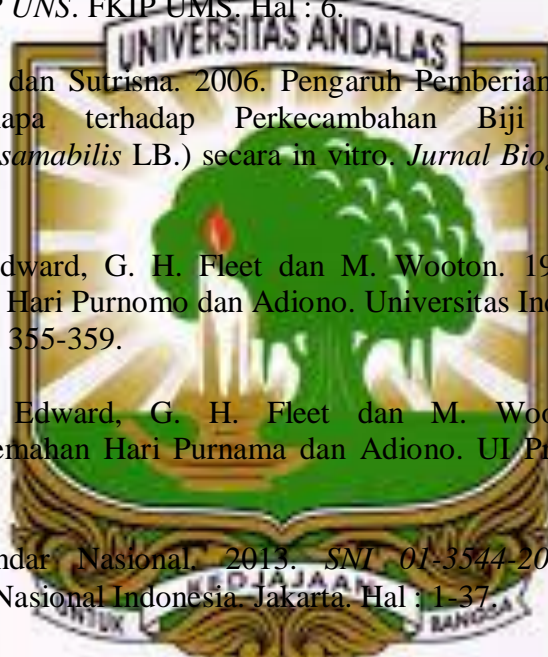 UNS. FKIP UMS. Hal : 6.
UNIVERSITAS ANDALAS
dan Sutrisna. 2006. Pengaruh Pemberian
apa terhadap Perkecambahan Biji
samabilis LB.) secara in vitro. Jurnal Biog
dward, G. H. Fleet dan M. Wooton. 19
Hari Purnomo dan Adiono. Universitas Ind
355-359.
Edward, G. H. Fleet dan M. Woo
emahan Hari Purnama dan Adiono. UI Pr
ndar Nasional. 2013. SNI 01-3544-20
KEDJAJAAN
Nasional Indonesia. Jakarta. Hal : 1-37.
UNTUK BANGSA